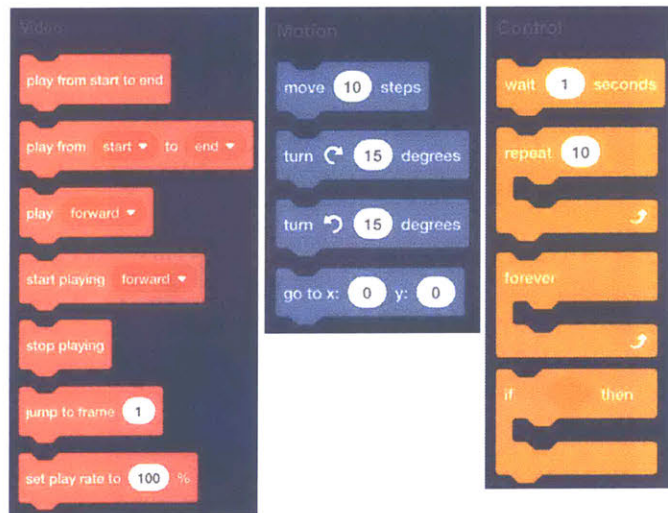 Video
play from start to end
play from start to end
play forward
start playing forward
stop playing
jump to frame 1
set play rate to 100 %
Motion
move 10 steps
turn 15 degrees
turn 15 degrees
go to x: 0 y: 0
Control
wait 1 seconds
repeat 10
forever
if then